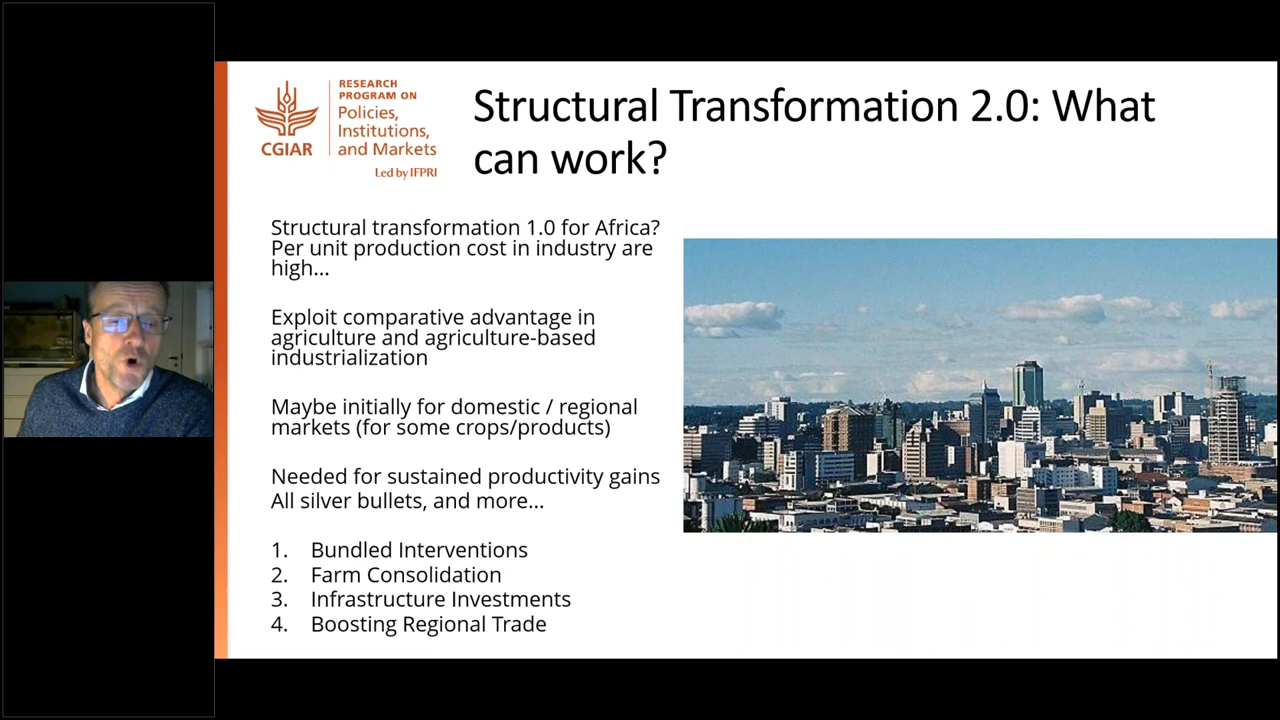 RESEARCH
PROGRAM ON
Policies,
Institutions,
and Markets
CGIAR
Led by IFPRI
Structural Transformation 2.0: What
can work?
Structural transformation 1.0 for Africa?
Per unit production cost in industry are
high...
Exploit comparative advantage in
agriculture and agriculture-based
industrialization
Maybe initially for domestic / regional
markets (for some crops/products)
Needed for sustained productivity gains
All silver bullets, and more...
1. Bundled Interventions
2. Farm Consolidation
3. Infrastructure Investments
4. Boosting Regional Trade